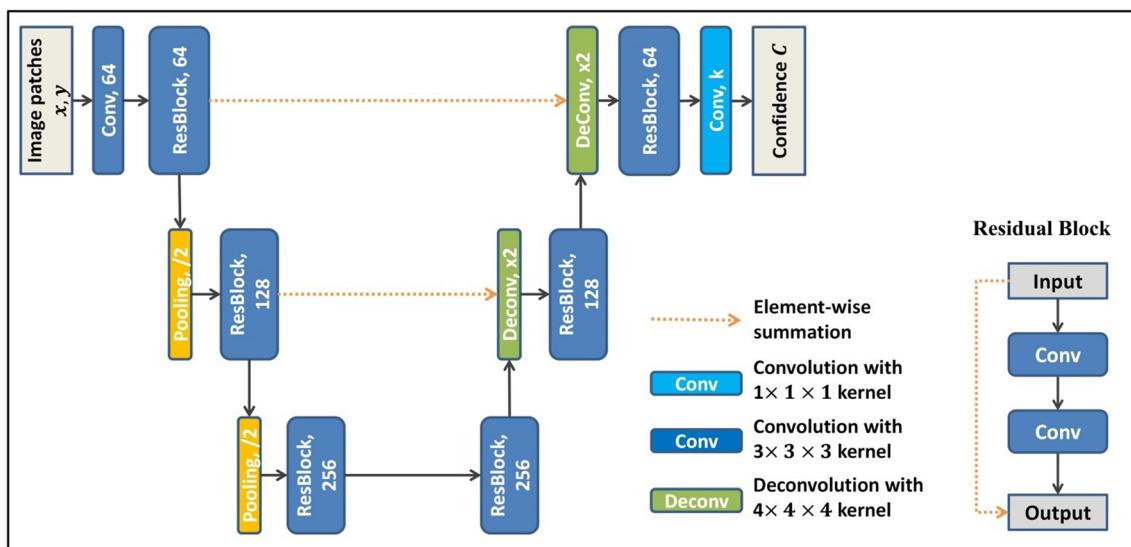 Image patches
x, y
Conv, 64
ResBlock, 64
DeConv, x2
ResBlock, 64
Conv, k
Confidence C
Pooling, /2
ResBlock,
128
Deconv, x2
ResBlock,
128
Pooling, /2
ResBlock,
256
ResBlock,
256
Element-wise
summation
Conv
Convolution with
1× 1 × 1 kernel
Conv
Convolution with
3× 3 × 3 kernel
Deconv
Deconvolution with
4× 4 × 4 kernel
Residual Block
Input
Conv
Conv
Output